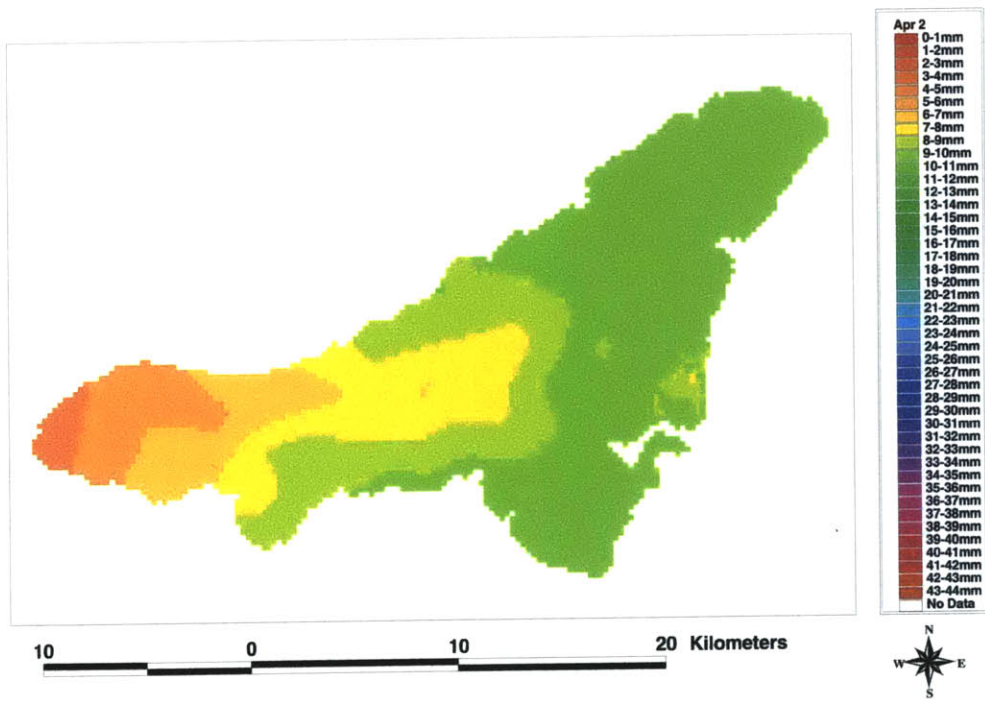 Apr 2
0-1mm
1-2mm
2-3mm
3-4mm
4-5mm
5-6mm
6-7mm
7-8mm
8-9mm
9-10mm
10-11mm
11-12mm
12-13mm
13-14mm
14-15mm
15-16mm
16-17mm
17-18mm
18-19mm
19-20mm
20-21mm
21-22mm
22-23mm
23-24mm
24-25mm
25-26mm
26-27mm
27-28mm
28-29mm
29-30mm
30-31mm
31-32mm
32-33mm
33-34mm
34-35mm
35-36mm
36-37mm
37-38mm
38-39mm
39-40mm
40-41mm
41-42mm
42-43mm
43-44mm
No Data
10 0 10 20 Kilometers
N
W E
S